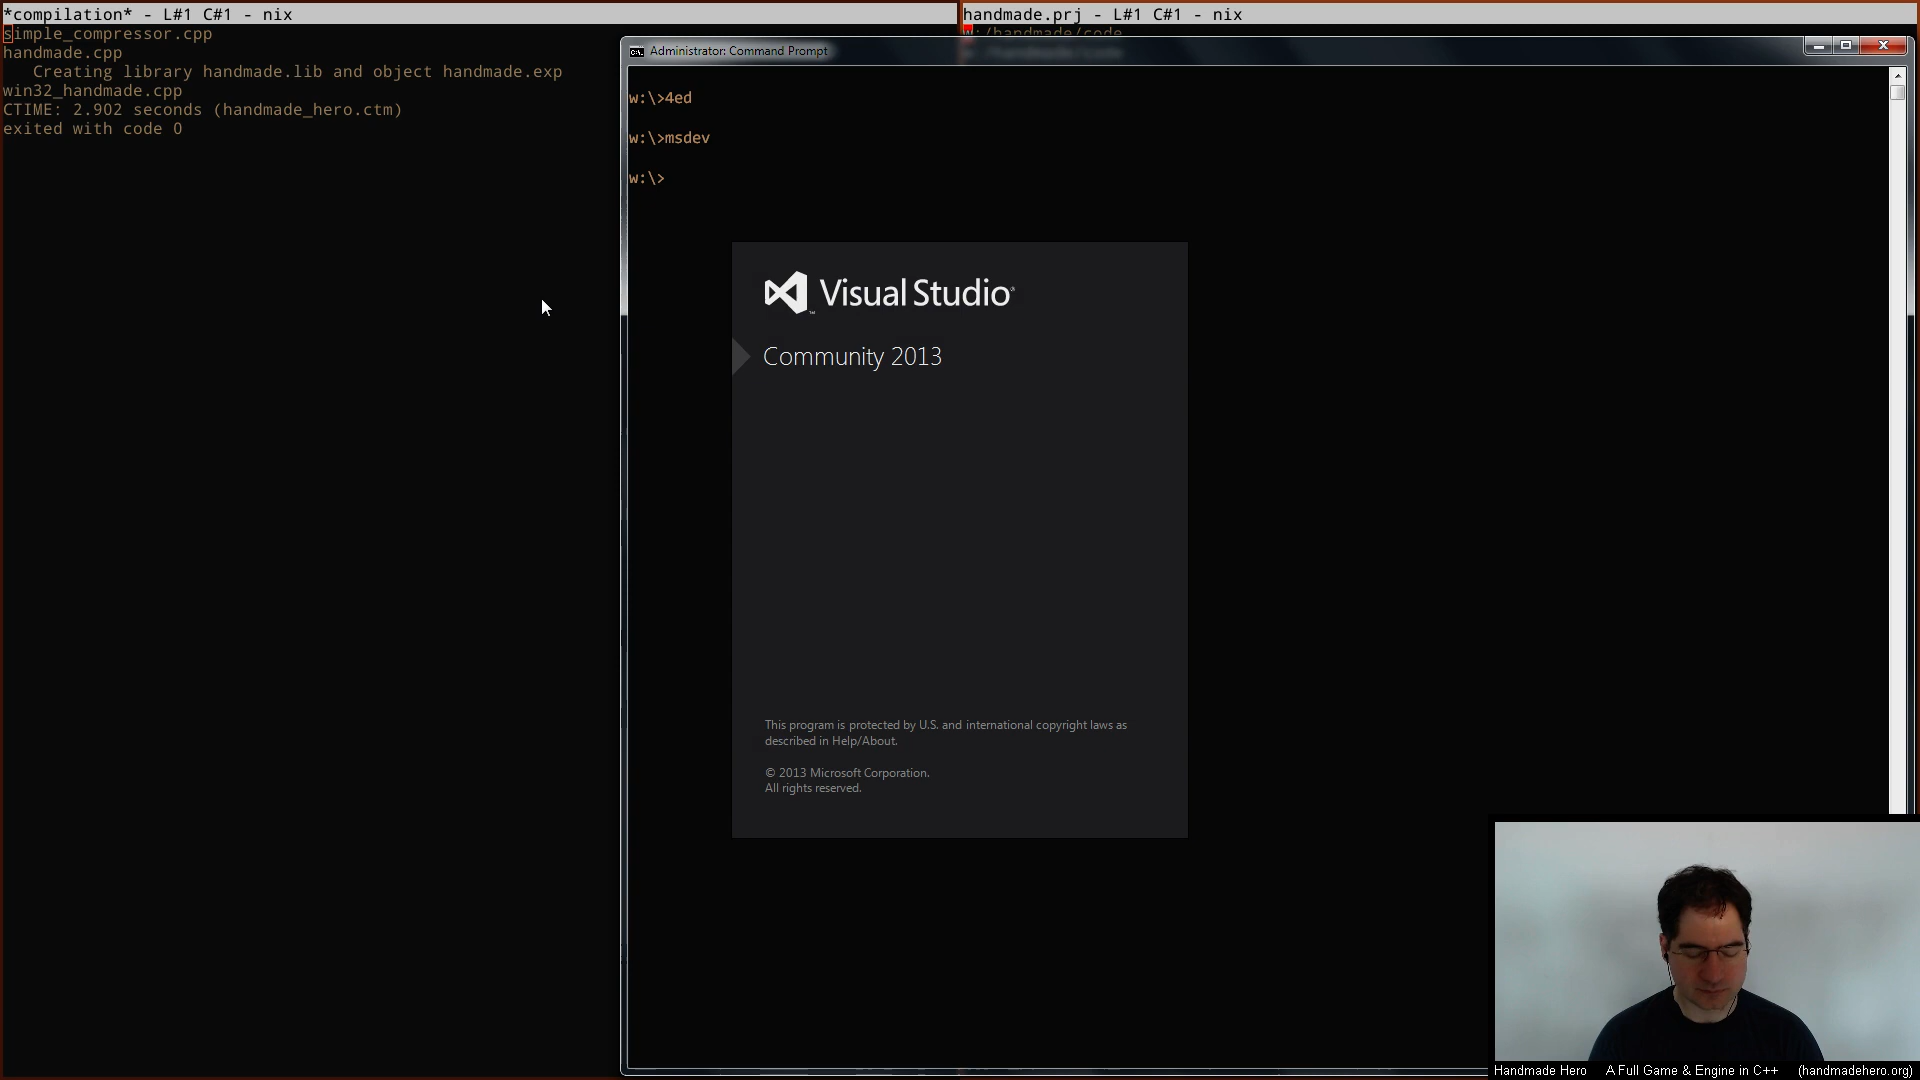 *compilation* - L#1 C#1 - nix
simple_compressor.cpp
handmade.cpp
   Creating library handmade.lib and object handmade.exp
win32_handmade.cpp
CTIME: 2.902 seconds (handmade_hero.ctm)
exited with code 0
handmade.prj - L#1 C#1 - nix
w:/handmade/code
Administrator: Command Prompt
w:\>4ed
w:\>msdev
w:\>
Visual Studio
Community 2013
This program is protected by U.S. and international copyright laws as
described in Help/About.
© 2013 Microsoft Corporation.
All rights reserved.
Handmade Hero A Full Game & Engine in C++ (handmadehero.org)